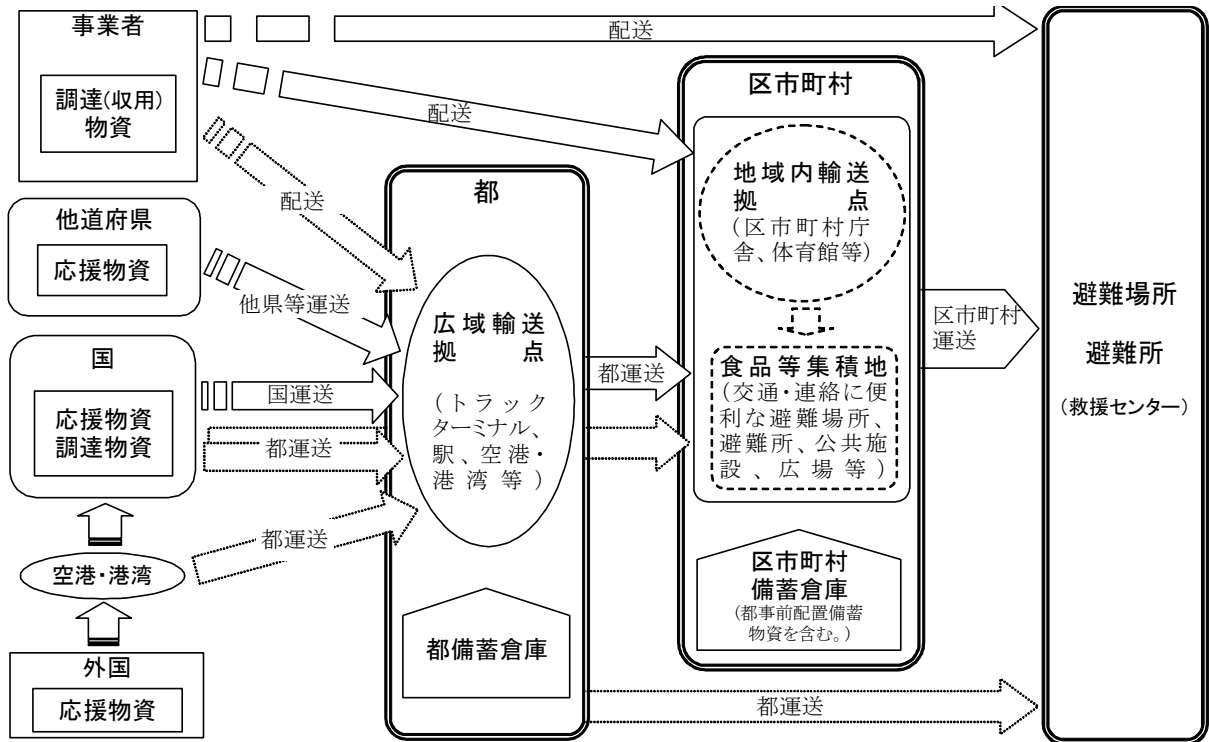 事業者
調達(収用)
物資
配送
配送
配送
他道府県
応援物資
他県等運送
国
応援物資
調達物資
国運送
都運送
都運送
空港・港湾
外国
応援物資
都
広域輸送
拠点
(トラック
ターミナル、
駅、空港・
港湾等)
都備蓄倉庫
都運送
都運送
区市町村
地域内輸送
拠点
(区市町村庁
舎、体育館等)
食品等集積地
(交通・連絡に便
利な避難場所、
避難所、公共施
設、広場等)
区市町村
備蓄倉庫
(都事前配置備蓄
物資を含む。)
区市町村
運送
避難場所
避難所
(救援センター)